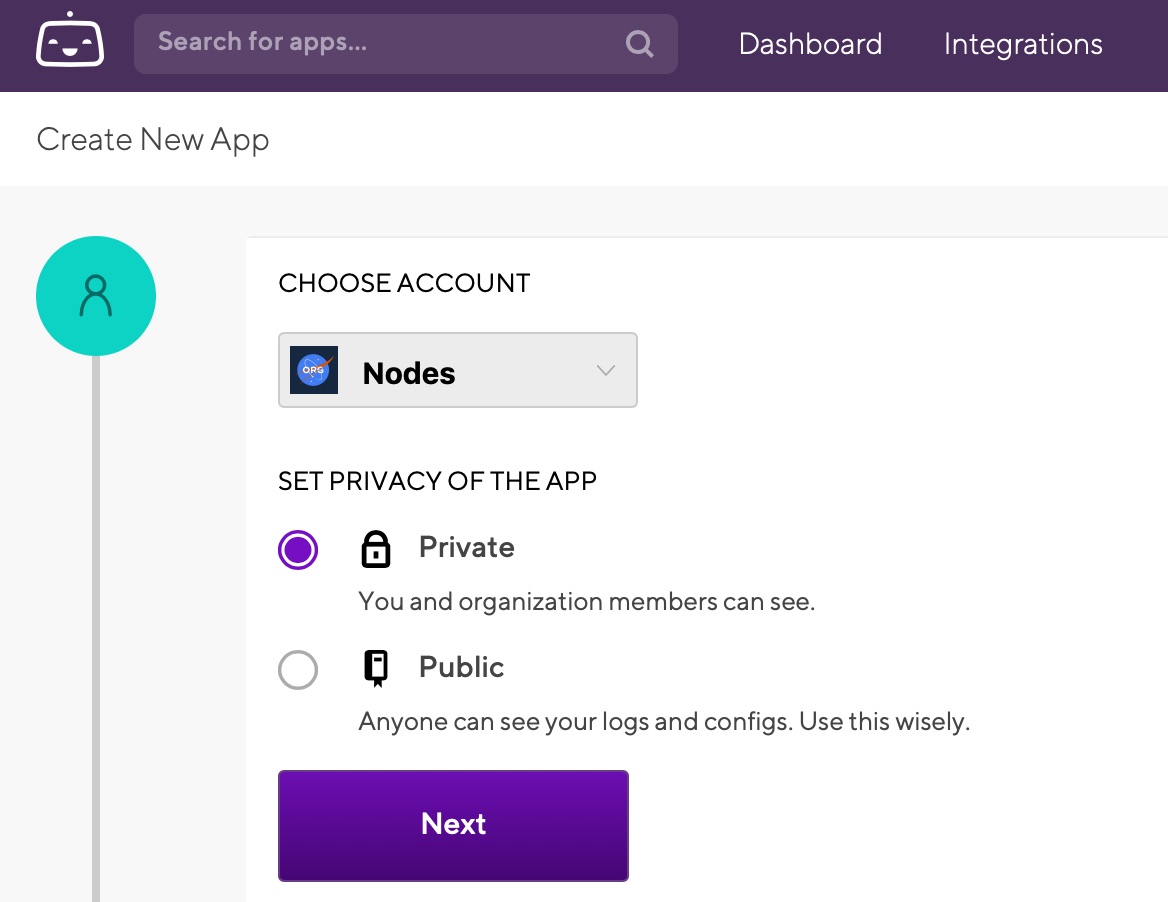 Search for apps...
Dashboard
Integrations
Create New App
CHOOSE ACCOUNT
ORG
Nodes
SET PRIVACY OF THE APP
Private
You and organization members can see.
Public
Anyone can see your logs and configs. Use this wisely.
Next